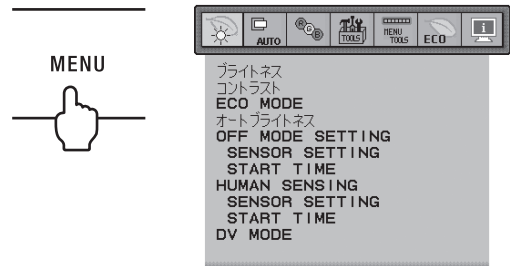 MENU
AUTO
R G B
TOOLS
MENU TOOLS
ECO
i
ブライトネス
コントラスト
ECO MODE
オートブライトネス
OFF MODE SETTING
SENSOR SETTING
START TIME
HUMAN SENSING
SENSOR SETTING
START TIME
DV MODE